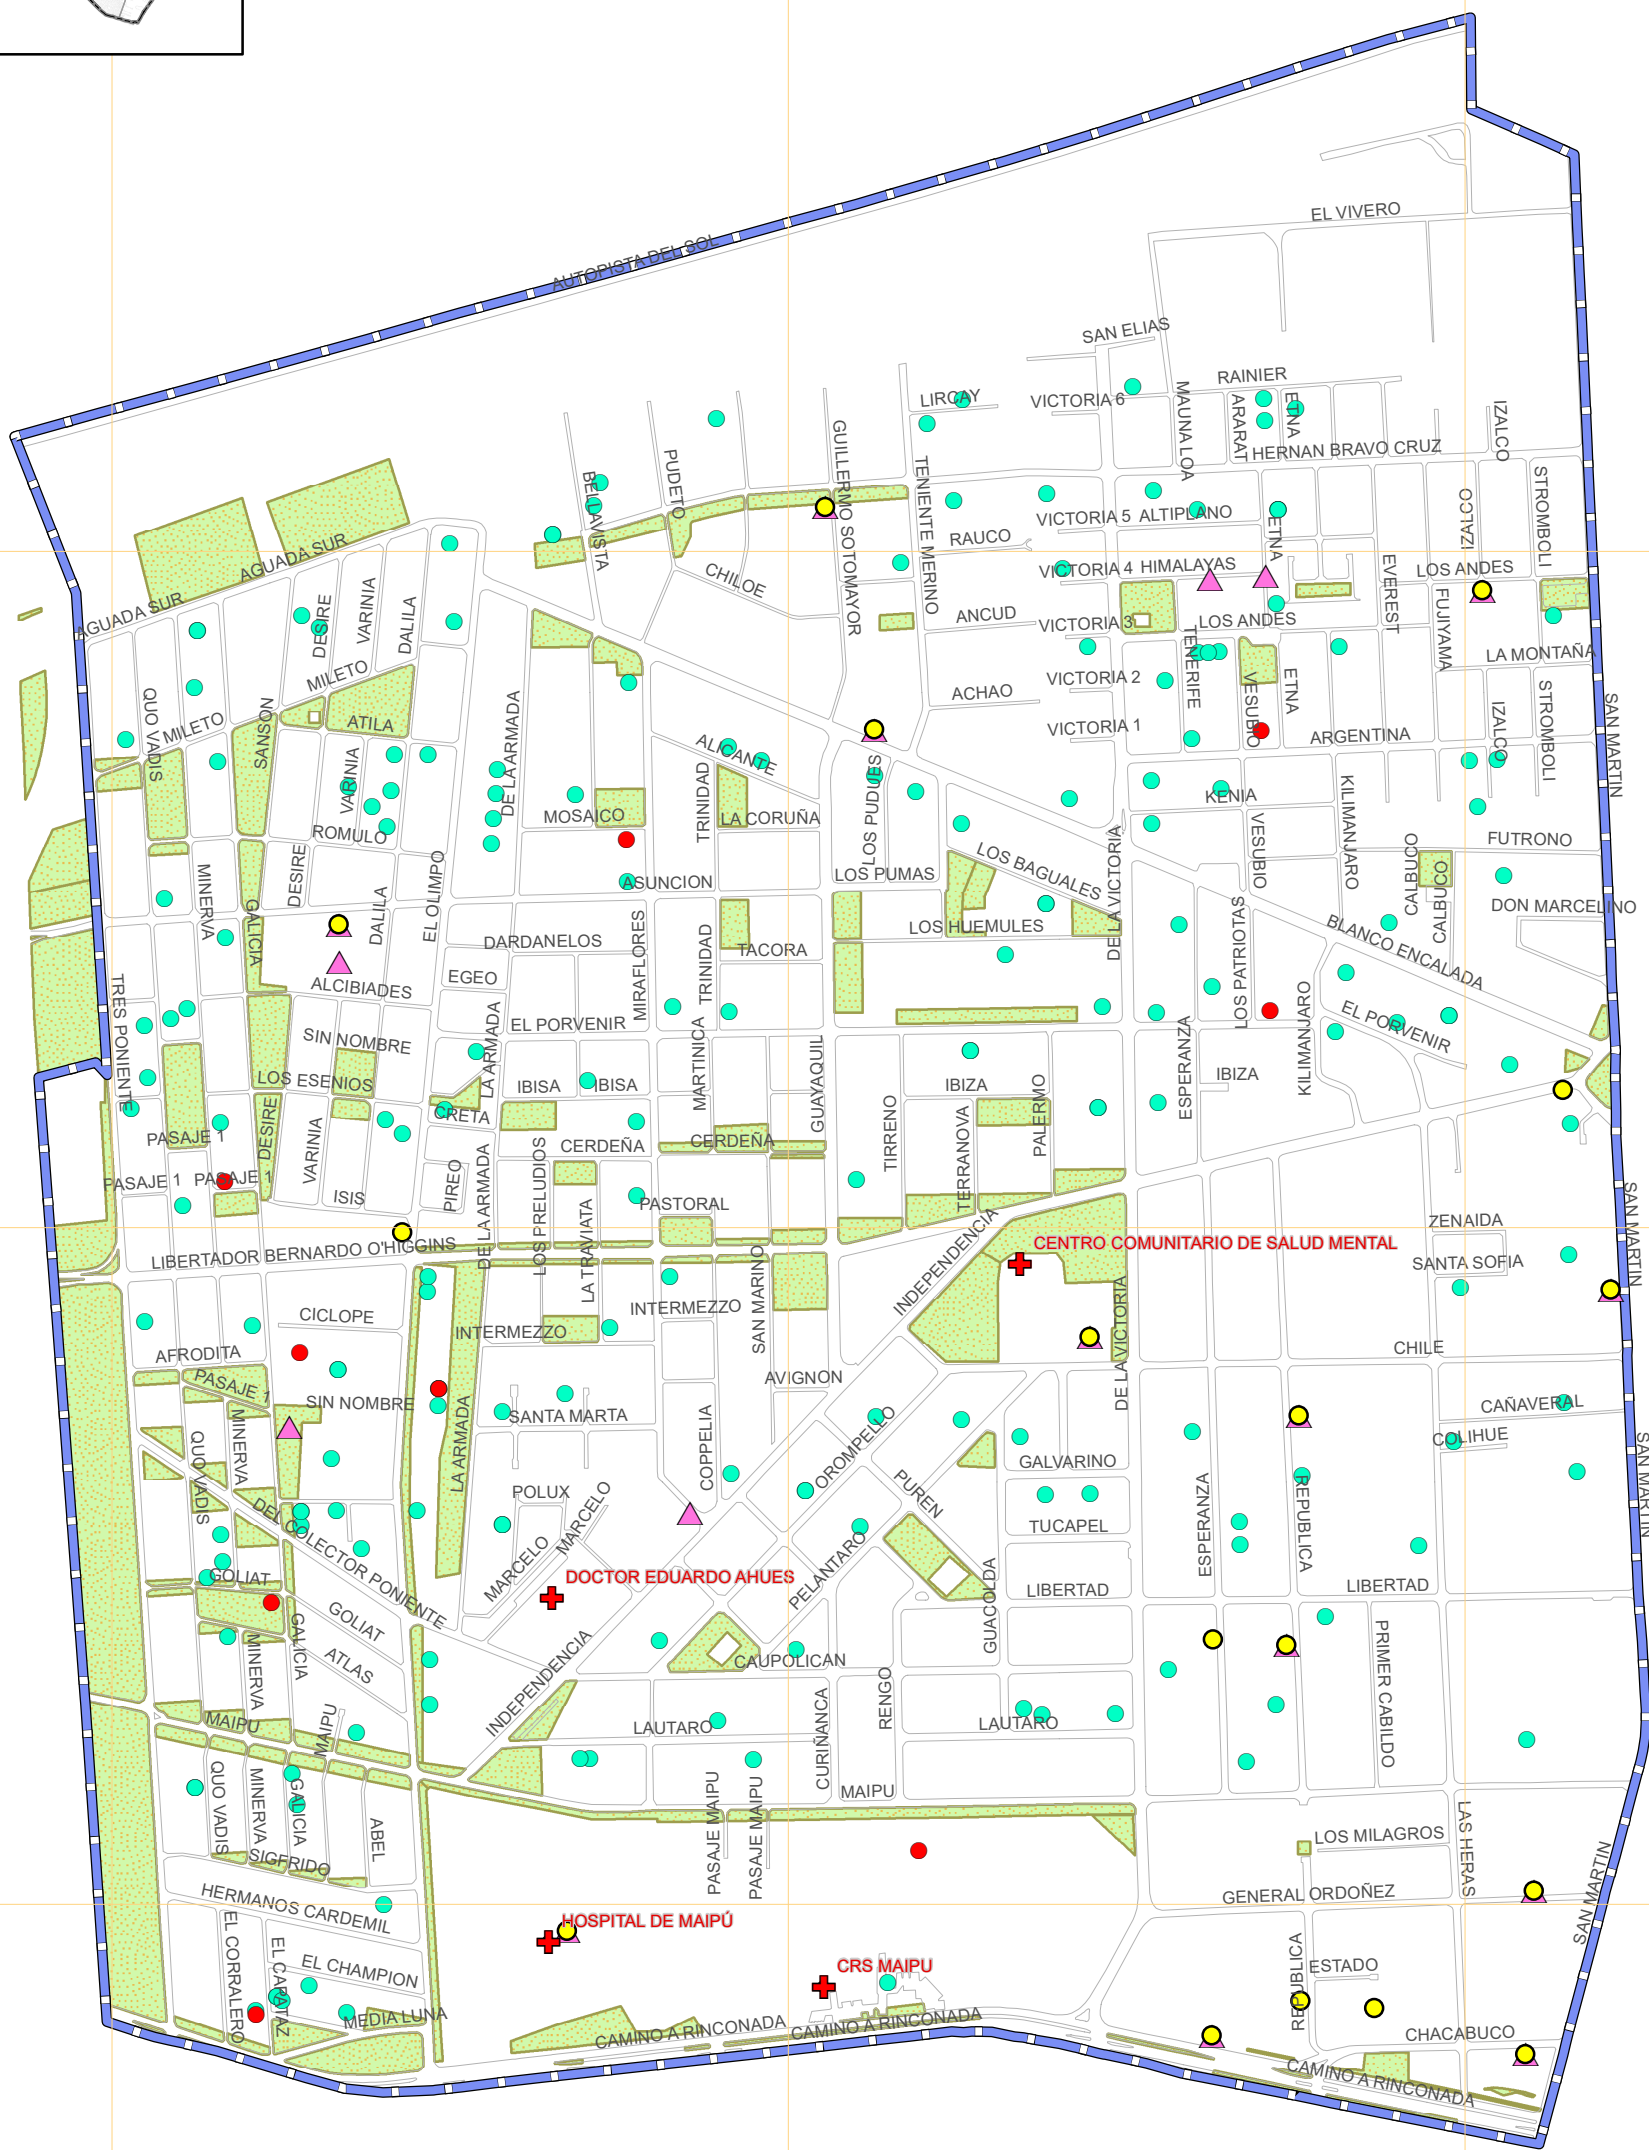 AUTOPISTA DEL SOL
EL VIVERO
SAN ELIAS
RAINIER
LIRCAY
VICTORIA 6
MAUNA LOA
ARARAT
ETNA
IZALCO
HERNAN BRAVO CRUZ
GUILLERMO SOTOMAYOR
TENIENTE MERINO
PUDETO
BELLAVISTA
STROMBOLI
IZALCO
VICTORIA 5
ALTIPLANO
RAUCO
ETNA
AGUADA SUR
VICTORIA 4
HIMALAYAS
EVEREST
LOS ANDES
CHILOE
AGUADA SUR
DESIRE
VARINIA
DALILA
ANCUD
VICTORIA 3
LOS ANDES
FUJIYAMA
LA MONTAÑA
MILETO
ACHAO
VICTORIA 2
TENERIFE
VESUBIO
ETNA
QUO VADIS
MILETO
SANSON
ATILA
DE LA ARMADA
ALICANTE
VICTORIA 1
ARGENTINA
IZALCO
STROMBOLI
SAN MARTIN
VARINIA
ROMULO
MOSAICO
TRINIDAD
LA CORUÑA
LOS PUDUES
KENIA
KILIMANJARO
VESUBIO
FUTRONO
MINERVA
DESIRE
DALILA
EL OLIMPO
ASUNCION
LOS PUMAS
LOS BAGUALES
DE LA VICTORIA
CALBUCO
CALBUCO
DON MARCELINO
GALICIA
DARDANELOS
MIRAFLORES
TRINIDAD
TACORA
LOS HUEMULES
LOS PATRIOTAS
BLANCO ENCALADA
TRES PONIENTE
ALCIBIADES
EGEO
LA ARMADA
EL PORVENIR
EL PORVENIR
KILIMANJARO
SIN NOMBRE
LOS ESENIOS
IBISA
IBISA
MARTINICA
GUAYAQUIL
IBIZA
PALERMO
ESPERANZA
IBIZA
CRETA
PASAJE 1
DESIRE
VARINIA
CERDEÑA
CERDEÑA
TIRRENO
TERRANOVA
PASAJE 1
PASAJE 1
ISIS
PIREO
DE LA ARMADA
LOS PRELUDIOS
LA TRAVIATA
PASTORAL
INDEPENDENCIA
ZENAIDA
SAN MARTIN
LIBERTADOR BERNARDO O'HIGGINS
CENTRO COMUNITARIO DE SALUD MENTAL
SANTA SOFIA
CICLOPE
INTERMEZZO
INTERMEZZO
SAN MARINO
DE LA VICTORIA
CHILE
AFRODITA
PASAJE 1
SIN NOMBRE
AVIGNON
SANTA MARTA
COPPELIA
OROMPELLO
CAÑAVERAL
COLIHUE
SAN MARTIN
SAN MARTIN
QUO VADIS
MINERVA
LA ARMADA
PUREN
GALVARINO
ESPERANZA
REPUBLICA
DEL COLECTOR PONIENTE
POLUX
MARCELO
MARCELO
PELANTARO
TUCAPEL
GOLIAT
DOCTOR EDUARDO AHUES
LIBERTAD
LIBERTAD
GOLIAT
ATLAS
MINERVA
GALICIA
INDEPENDENCIA
CAUPOLICAN
GUACOLDA
PRIMER CABILDO
MAIPU
MAIPU
LAUTARO
RENGO
LAUTARO
CURIÑANCA
QUO VADIS
MINERVA
GALICIA
ABEL
PASAJE MAIPU
PASAJE MAIPU
MAIPU
LOS MILAGROS
LAS HERAS
SIGFRIDO
HERMANOS CARDEMIL
GENERAL ORDOÑEZ
SAN MARTIN
EL CORRALERO
EL CAPATAZ
EL CHAMPION
HOSPITAL DE MAIPÚ
CRS MAIPU
REPUBLICA
ESTADO
MEDIA LUNA
CAMINO A RINCONADA
CAMINO A RINCONADA
CHACABUCO
CAMINO A RINCONADA